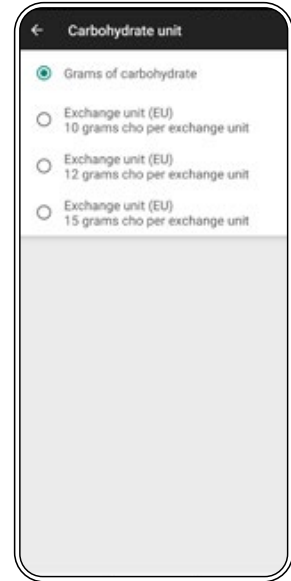 Carbohydrate unit
Grams of carbohydrate
Exchange unit (EU)
10 grams cho per exchange unit
Exchange unit (EU)
12 grams cho per exchange unit
Exchange unit (EU)
15 grams cho per exchange unit